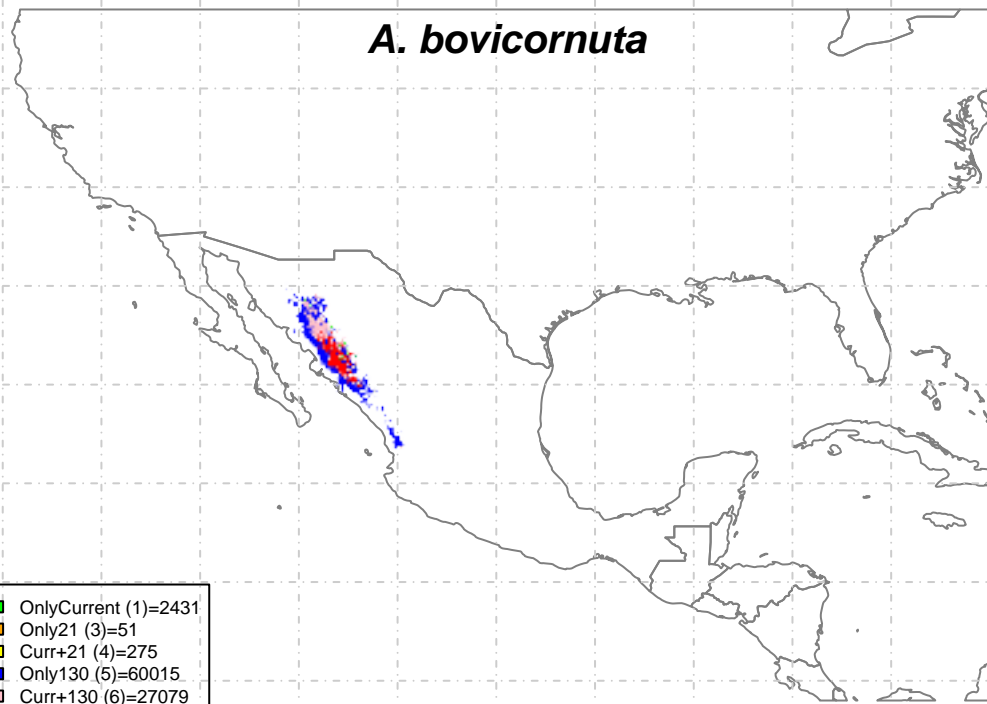 A. bovicornuta
OnlyCurrent (1)=2431
Only21 (3)=51
Curr+21 (4)=275
Only130 (5)=60015
Curr+130 (6)=27079